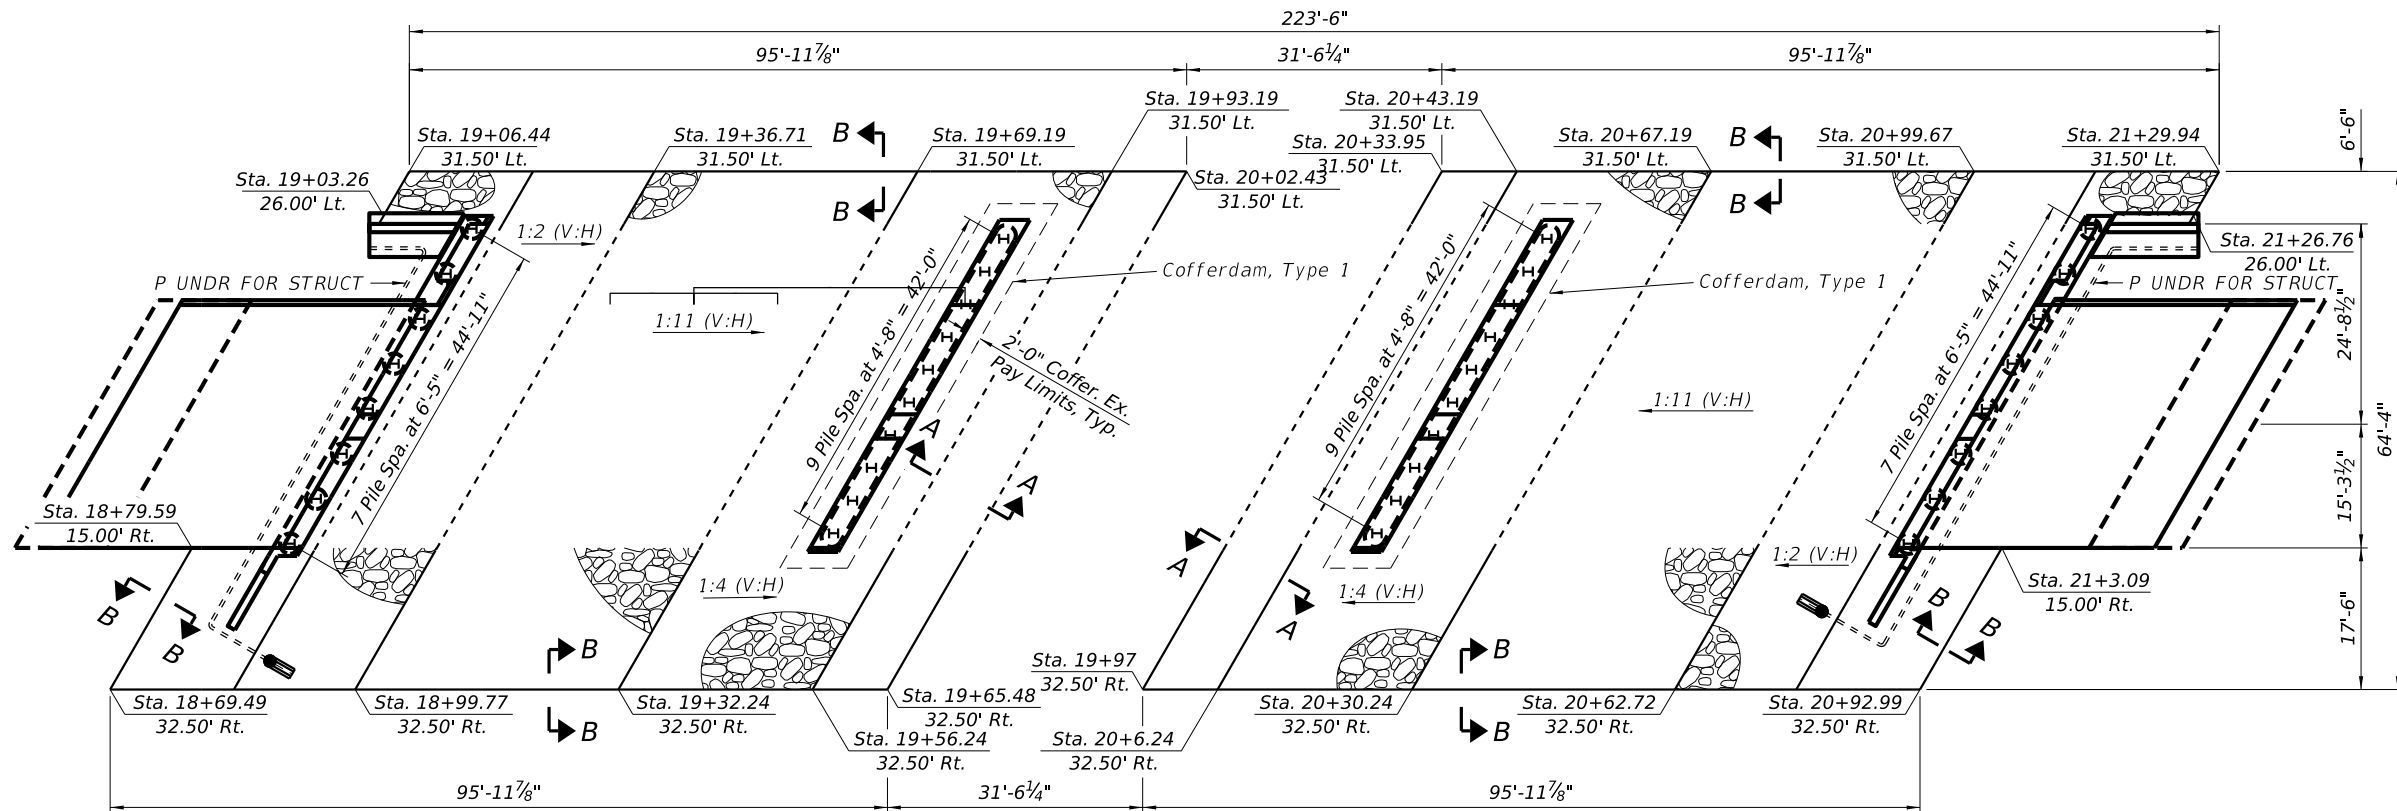 223'-6"
95'-11⅞"
31'-6¼"
95'-11⅞"
Sta. 19+93.19
31.50' Lt.
Sta. 20+43.19
31.50' Lt.
Sta. 19+06.44
31.50' Lt.
Sta. 19+36.71
31.50' Lt.
B
B
Sta. 19+69.19
31.50' Lt.
Sta. 20+33.95
31.50' Lt.
Sta. 20+67.19
31.50' Lt.
B
B
Sta. 20+99.67
31.50' Lt.
Sta. 21+29.94
31.50' Lt.
6'-6"
Sta. 19+03.26
26.00' Lt.
Sta. 20+02.43
31.50' Lt.
1:2 (V:H)
Sta. 21+26.76
26.00' Lt.
P UNDR FOR STRUCT
Cofferdam, Type 1
Cofferdam, Type 1
P UNDR FOR STRUCT
1:11 (V:H)
7 Pile Spa. at 6'-5" = 44'-11"
9 Pile Spa. at 4'-8" = 42'-0"
2'-0" Coffer. Ex.
Pay Limits, Typ.
9 Pile Spa. at 4'-8" = 42'-0"
1:11 (V:H)
7 Pile Spa. at 6'-5" = 44'-11"
24'-8½"
64'-4"
15'-3½"
17'-6"
A
A
Sta. 18+79.59
15.00' Rt.
A
A
1:4 (V:H)
1:4 (V:H)
1:2 (V:H)
Sta. 21+3.09
15.00' Rt.
B
B
B
B
B
B
B
B
Sta. 19+97
32.50' Rt.
Sta. 18+69.49
32.50' Rt.
Sta. 18+99.77
32.50' Rt.
Sta. 19+32.24
32.50' Rt.
Sta. 19+65.48
32.50' Rt.
Sta. 20+30.24
32.50' Rt.
Sta. 20+62.72
32.50' Rt.
Sta. 20+92.99
32.50' Rt.
Sta. 19+56.24
32.50' Rt.
Sta. 20+6.24
32.50' Rt.
95'-11⅞"
31'-6¼"
95'-11⅞"